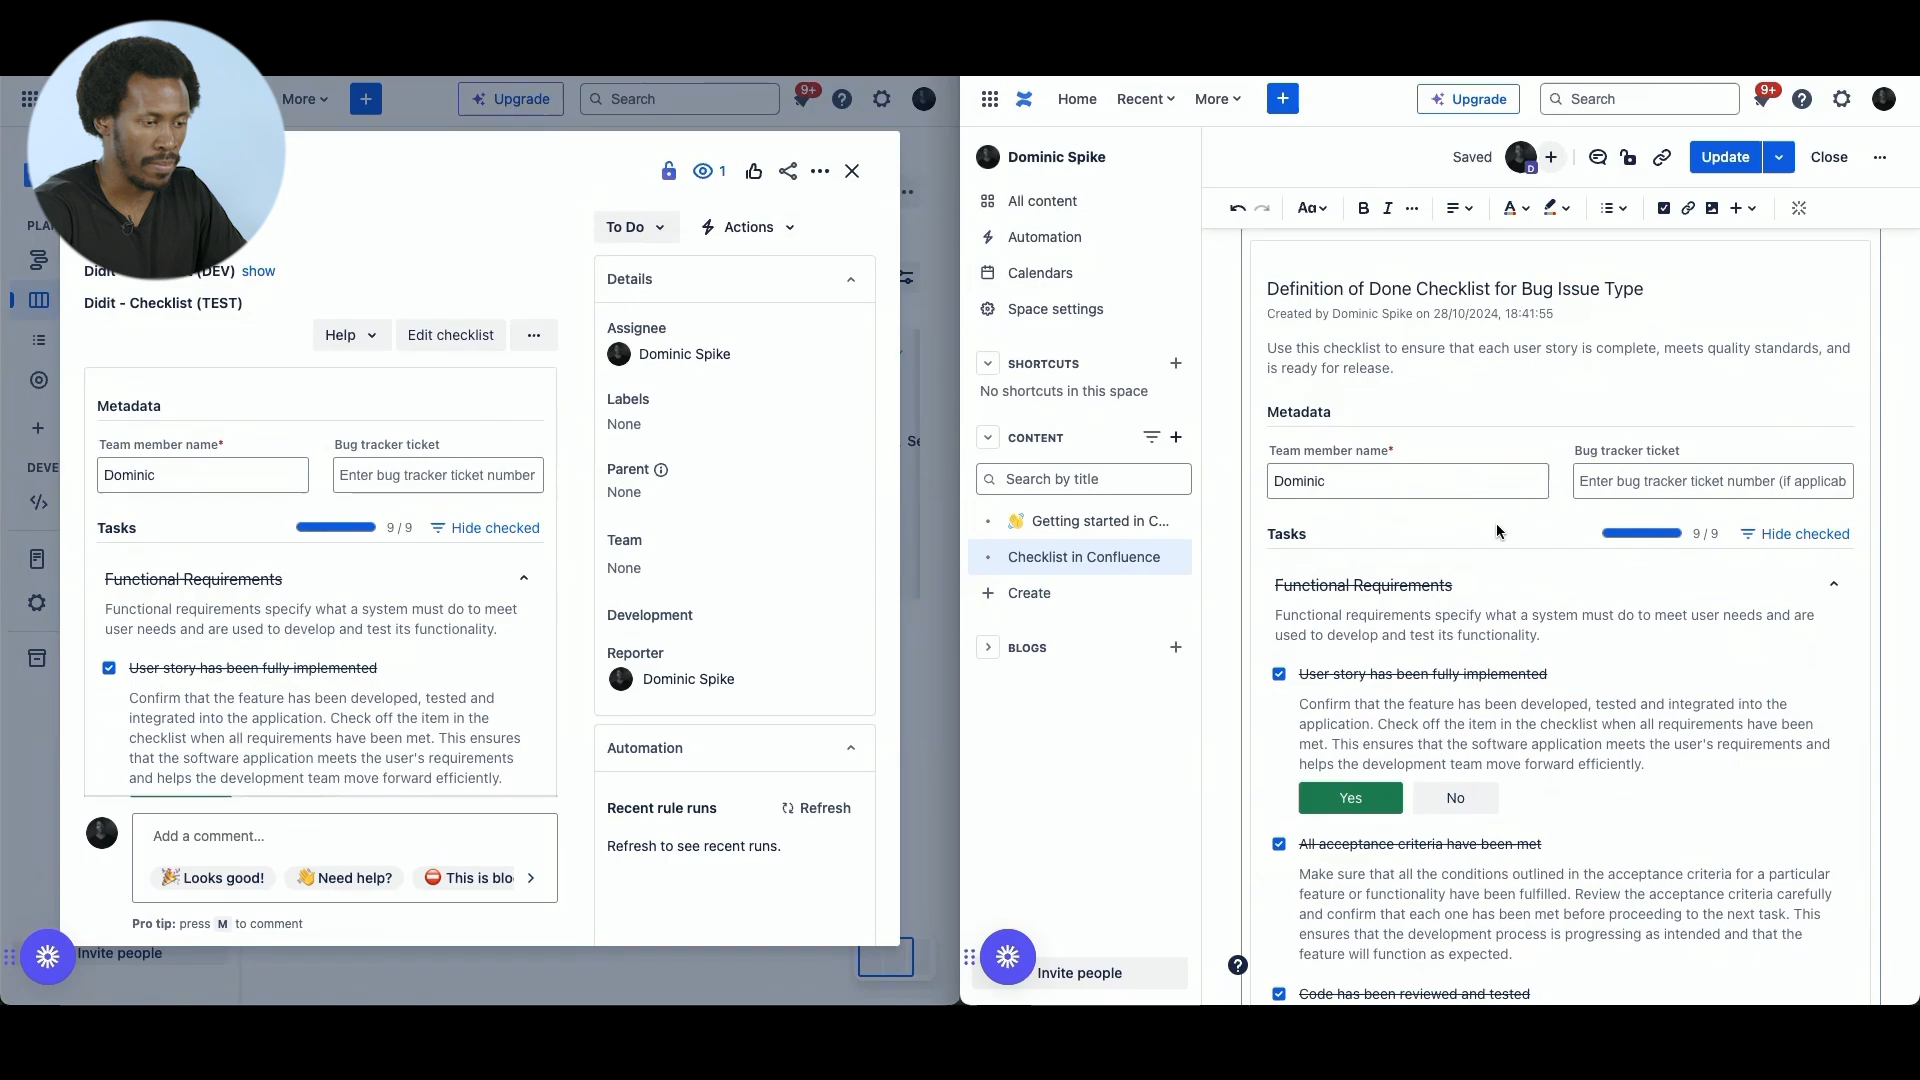 More
+
Upgrade
Search
9+
PLA
DEVE
Didit
(DEV) show
Didit - Checklist (TEST)
Help
Edit checklist
Metadata
Team member name*
Bug tracker ticket
Dominic
Enter bug tracker ticket number
Tasks
9 / 9
Hide checked
Functional Requirements
Functional requirements specify what a system must do to meet
user needs and are used to develop and test its functionality.
User story has been fully implemented
Confirm that the feature has been developed, tested and
integrated into the application. Check off the item in the
checklist when all requirements have been met. This ensures
that the software application meets the user's requirements
and helps the development team move forward efficiently.
Add a comment...
Looks good!
Need help?
This is blo
Pro tip: press M to comment
Invite people
1
To Do
Actions
Details
Assignee
Dominic Spike
Labels
None
Parent
None
Team
None
Development
Reporter
Dominic Spike
Automation
Recent rule runs
Refresh
Refresh to see recent runs.
Se
Home
Recent
More
+
Upgrade
Search
9+
Dominic Spike
All content
Automation
Calendars
Space settings
SHORTCUTS
No shortcuts in this space
CONTENT
Search by title
Getting started in C...
Checklist in Confluence
Create
BLOGS
Invite people
Saved
D
Update
Close
Aa
B
I
A
Definition of Done Checklist for Bug Issue Type
Created by Dominic Spike on 28/10/2024, 18:41:55
Use this checklist to ensure that each user story is complete, meets quality standards, and
is ready for release.
Metadata
Team member name*
Bug tracker ticket
Dominic
Enter bug tracker ticket number (if applicab
Tasks
9 / 9
Hide checked
Functional Requirements
Functional requirements specify what a system must do to meet user needs and are
used to develop and test its functionality.
User story has been fully implemented
Confirm that the feature has been developed, tested and integrated into the
application. Check off the item in the checklist when all requirements have been
met. This ensures that the software application meets the user's requirements and
helps the development team move forward efficiently.
Yes
No
All acceptance criteria have been met
Make sure that all the conditions outlined in the acceptance criteria for a particular
feature or functionality have been fulfilled. Review the acceptance criteria carefully
and confirm that each one has been met before proceeding to the next task. This
ensures that the development process is progressing as intended and that the
feature will function as expected.
Code has been reviewed and tested